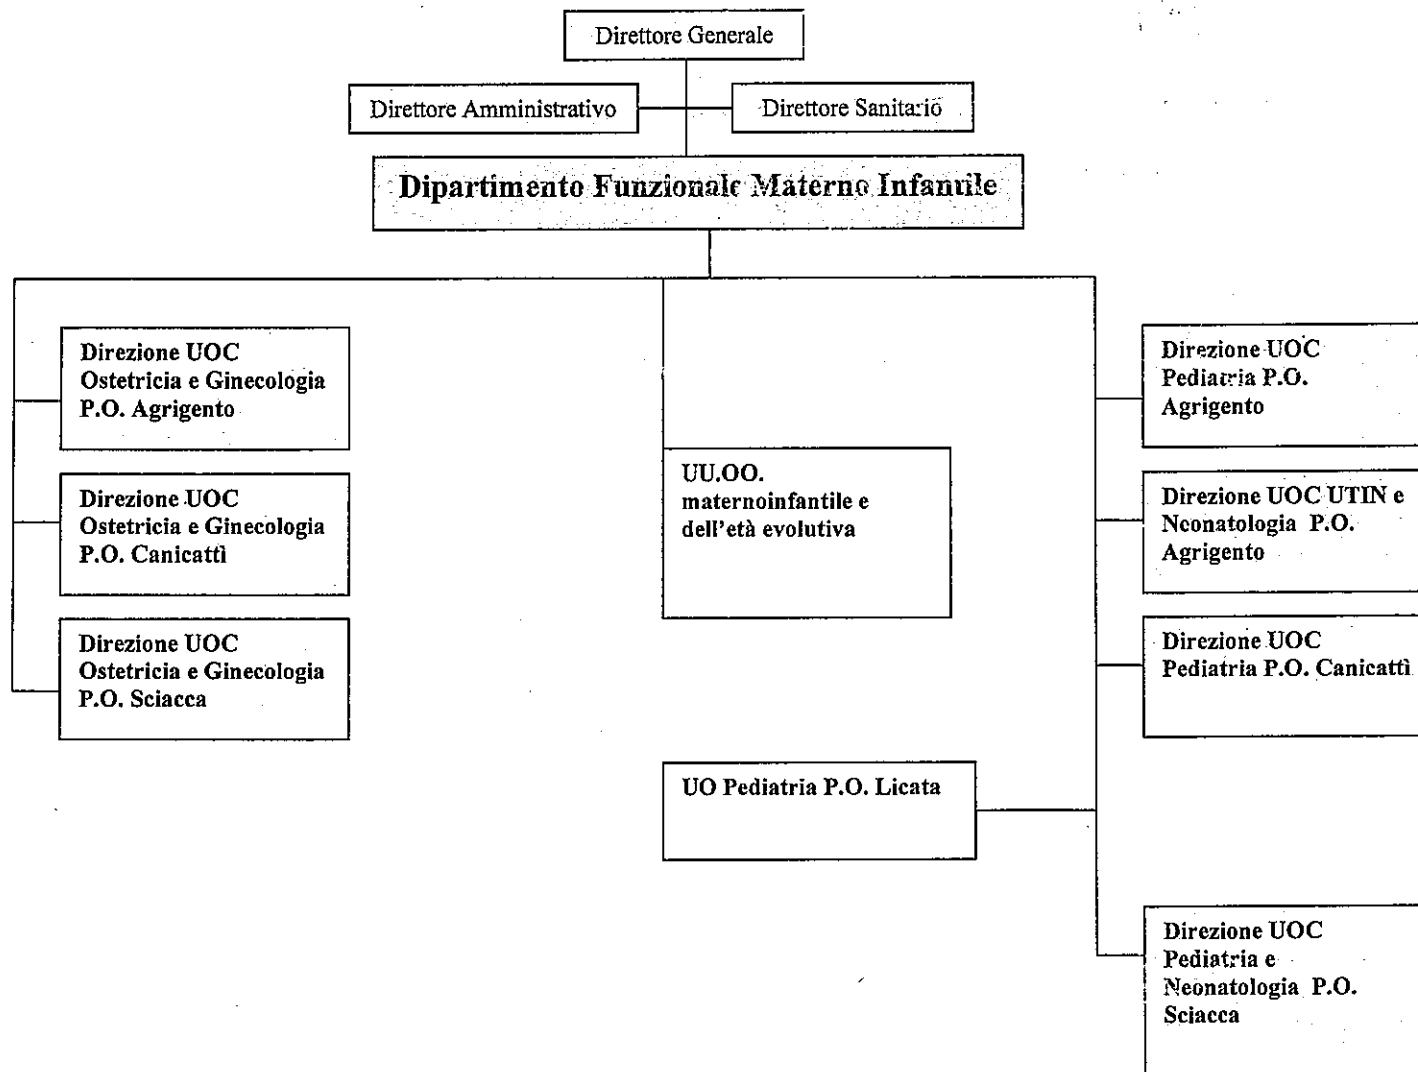 Direttore Generale
Direttore Amministrativo
Direttore Sanitario
Dipartimento Funzionale Materno Infantile
Direzione UOC
Ostetricia e Ginecologia
P.O. Agrigento
Direzione UOC
Ostetricia e Ginecologia
P.O. Canicattì
Direzione UOC
Ostetricia e Ginecologia
P.O. Sciacca
UU.OO.
maternoinfantile e
dell'età evolutiva
UO Pediatria P.O. Licata
Direzione UOC
Pediatria P.O.
Agrigento
Direzione UOC UTIN e
Neonatologia P.O.
Agrigento
Direzione UOC
Pediatria P.O. Canicattì
Direzione UOC
Pediatria e
Neonatologia P.O.
Sciacca